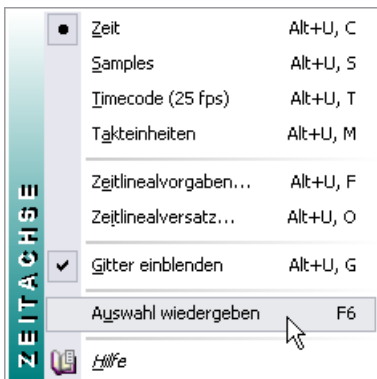 Zeit Alt+U, C
Samples Alt+U, S
Timecode (25 fps) Alt+U, T
Takteinheiten Alt+U, M
Zeitlinealvorgaben... Alt+U, F
Zeitlinealversatz... Alt+U, O
Gitter einblenden Alt+U, G
Auswahl wiedergeben F6
Hilfe
ZEITACHSE